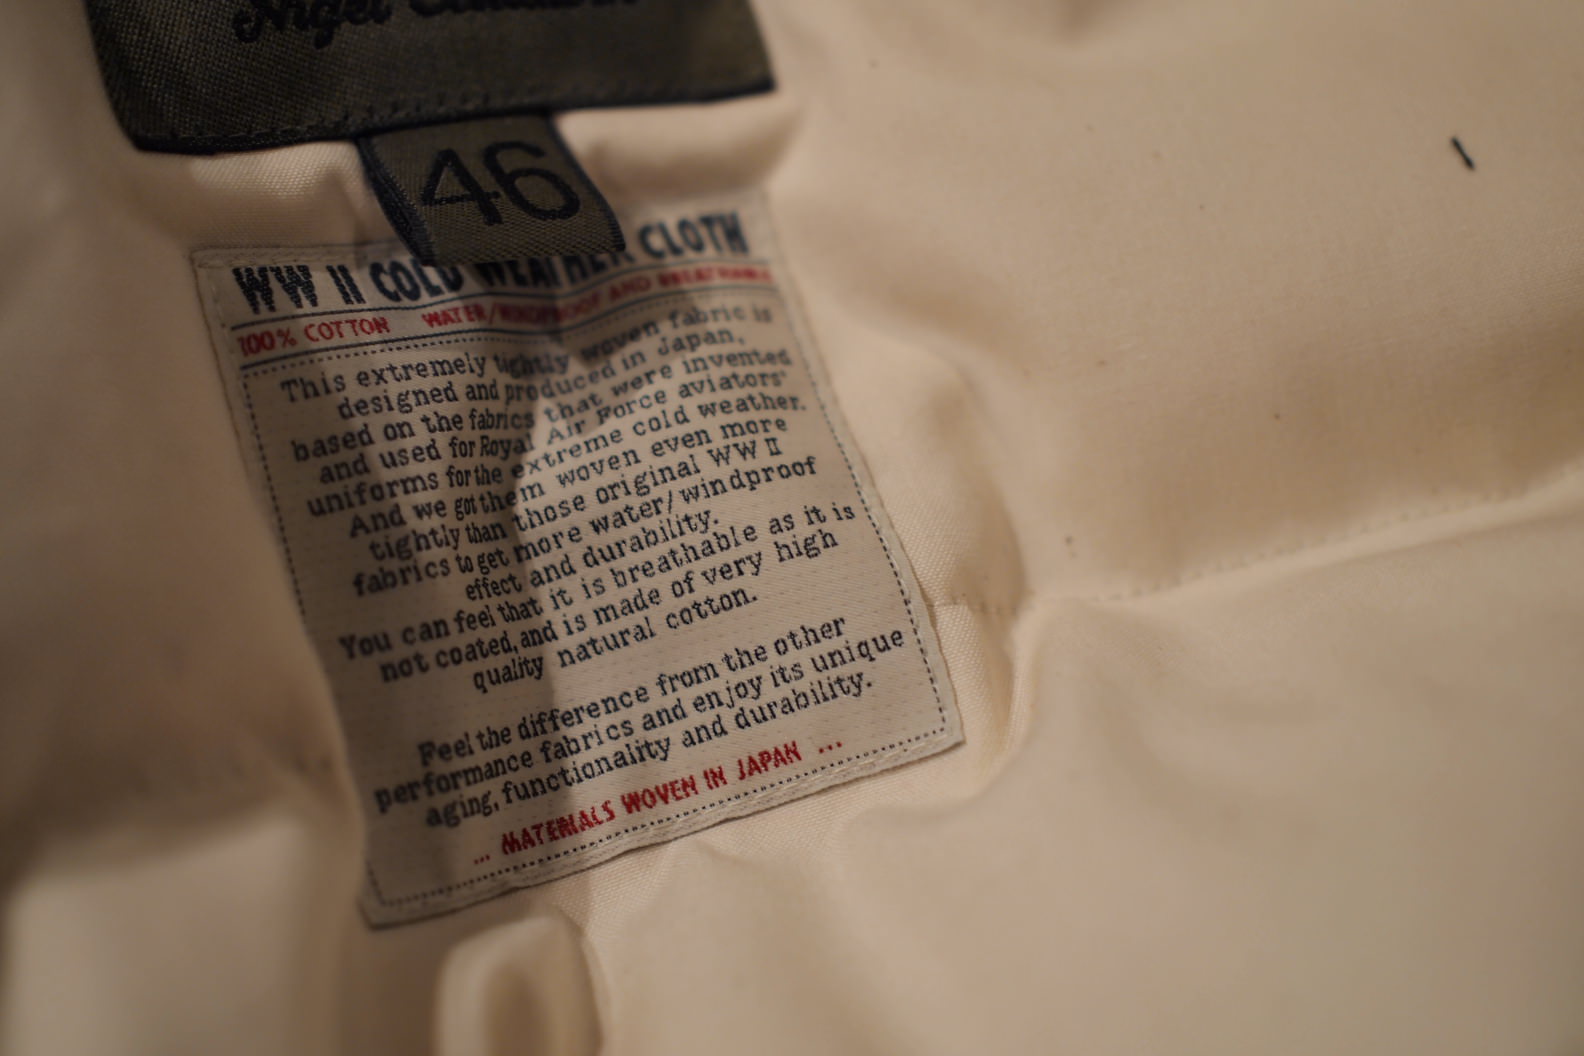 Nigel
46
WW II COLD WEATHER CLOTH
100% COTTON WATER/WINDPROOF AND BREATHABLE
This extremely tightly woven fabric is
designed and produced in Japan,
based on the fabrics that were invented
and used for Royal Air Force aviators'
uniforms for the extreme cold weather.
And we got them woven even more
tightly than those original WW II
fabrics to get more water/windproof
effect and durability.
You can feel that it is breathable as it is
not coated, and is made of very high
quality natural cotton.
Feel the difference from the other
performance fabrics and enjoy its unique
aging, functionality and durability.
... MATERIALS WOVEN IN JAPAN ...